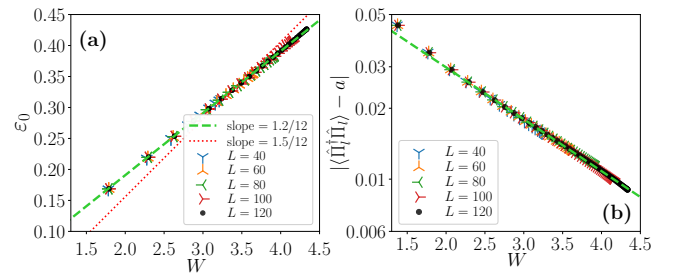 (a)
ε₀
0.45
0.40
0.35
0.30
0.25
0.20
0.15
0.10
1.5 2.0 2.5 3.0 3.5 4.0 4.5
W
slope = 1.2/12
slope = 1.5/12
L = 40
L = 60
L = 80
L = 100
L = 120
(b)
|⟨Π̂ₗ†Π̂ₗ⟩ − a|
0.05
0.02
0.01
0.006
1.5 2.0 2.5 3.0 3.5 4.0 4.5
W
L = 40
L = 60
L = 80
L = 100
L = 120